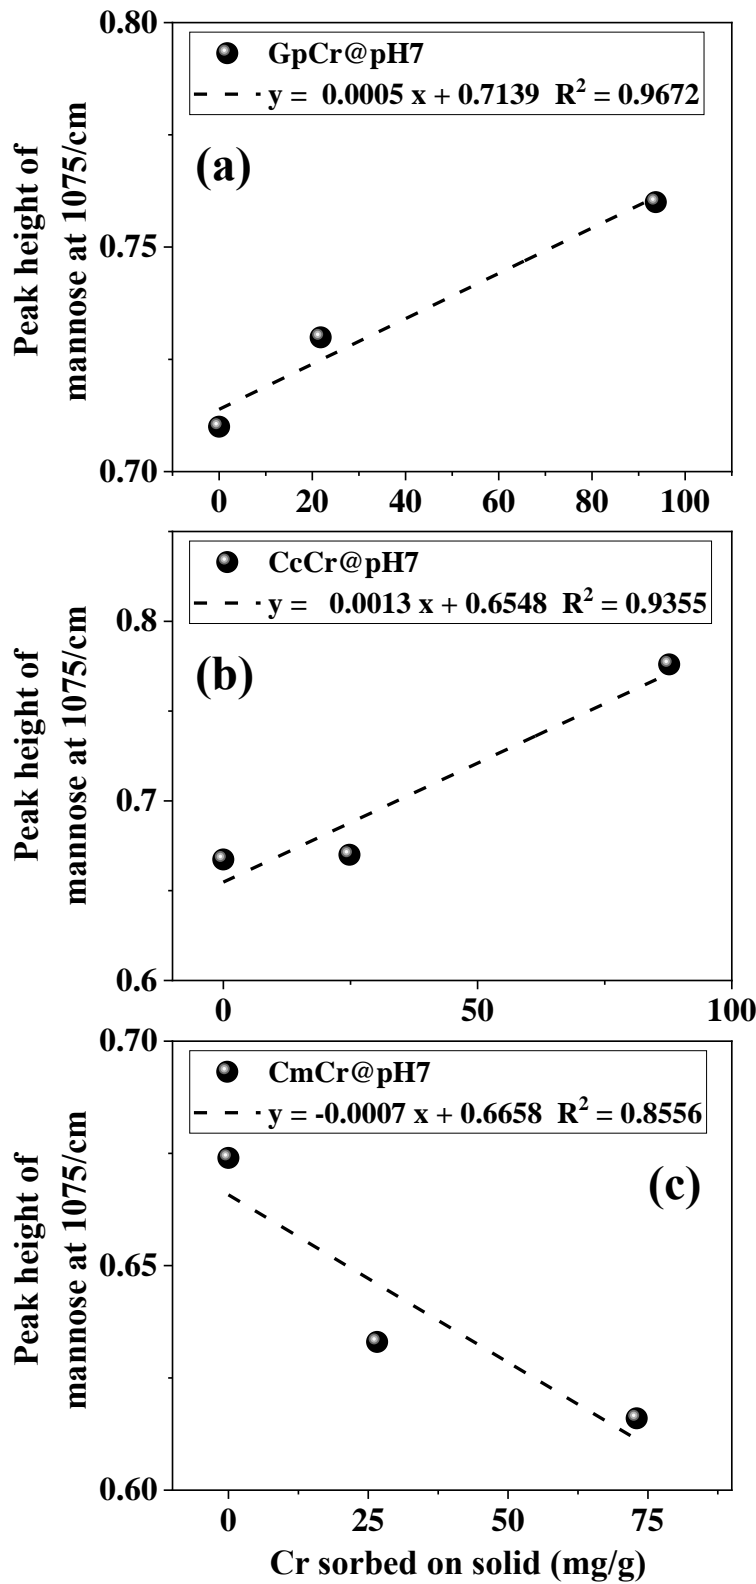 0.80
GpCr@pH7
y = 0.0005 x + 0.7139 R² = 0.9672
(a)
Peak height of
mannose at 1075/cm
0.75
0.70
0 20 40 60 80 100
CcCr@pH7
y = 0.0013 x + 0.6548 R² = 0.9355
0.8
(b)
Peak height of
mannose at 1075/cm
0.7
0.6
0 50 100
0.70
CmCr@pH7
y = -0.0007 x + 0.6658 R² = 0.8556
(c)
Peak height of
mannose at 1075/cm
0.65
0.60
0 25 50 75
Cr sorbed on solid (mg/g)